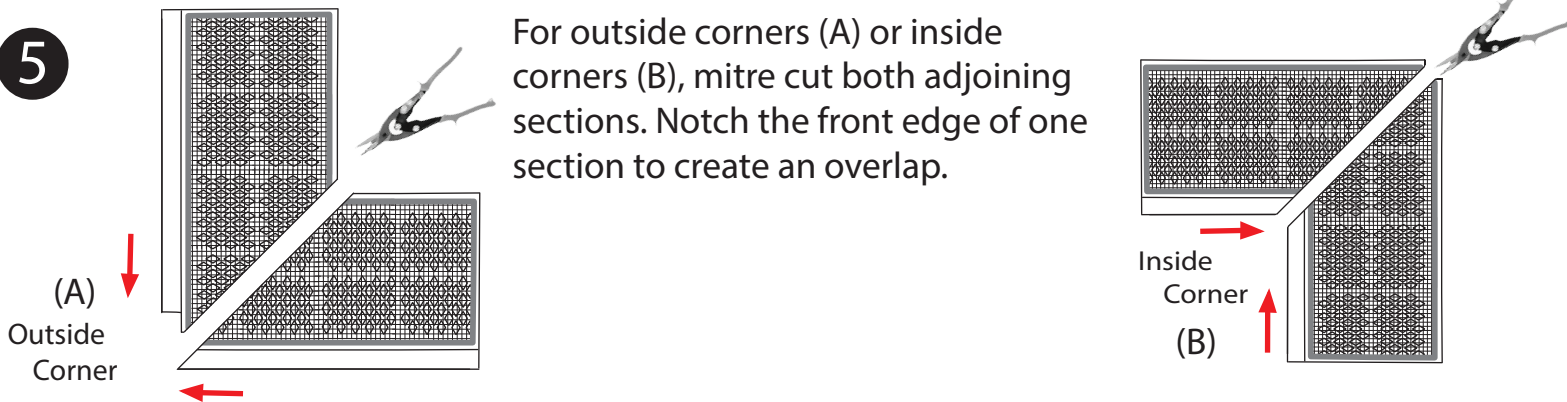 5
For outside corners (A) or inside
corners (B), mitre cut both adjoining
sections. Notch the front edge of one
section to create an overlap.
(A)
Outside
Corner
Inside
Corner
(B)